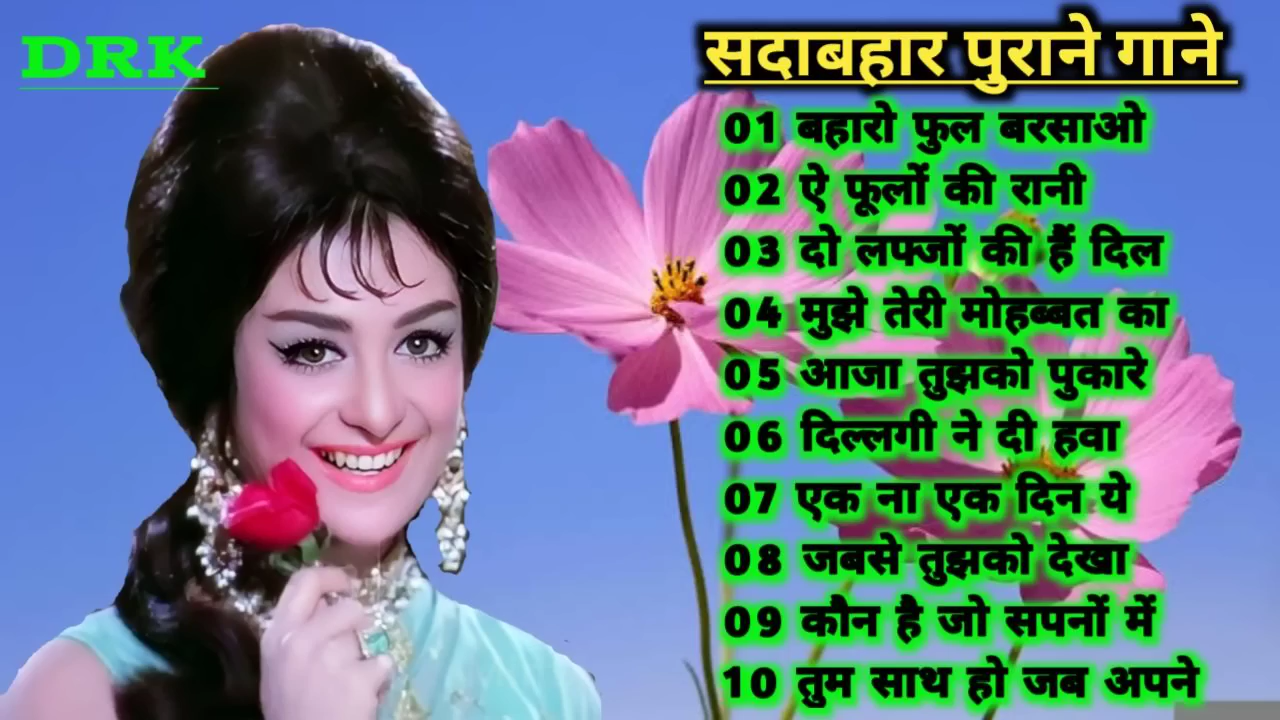 DRK
सदाबहार पुराने गाने
01 बहारो फुल बरसाओ
02 ऐ फूलों की रानी
03 दो लफ्जों की हैं दिल
04 मुझे तेरी मोहब्बत का
05 आजा तुझको पुकारे
06 दिल्लगी ने दी हवा
07 एक ना एक दिन ये
08 जबसे तुझको देखा
09 कौन है जो सपनों में
10 तुम साथ हो जब अपने